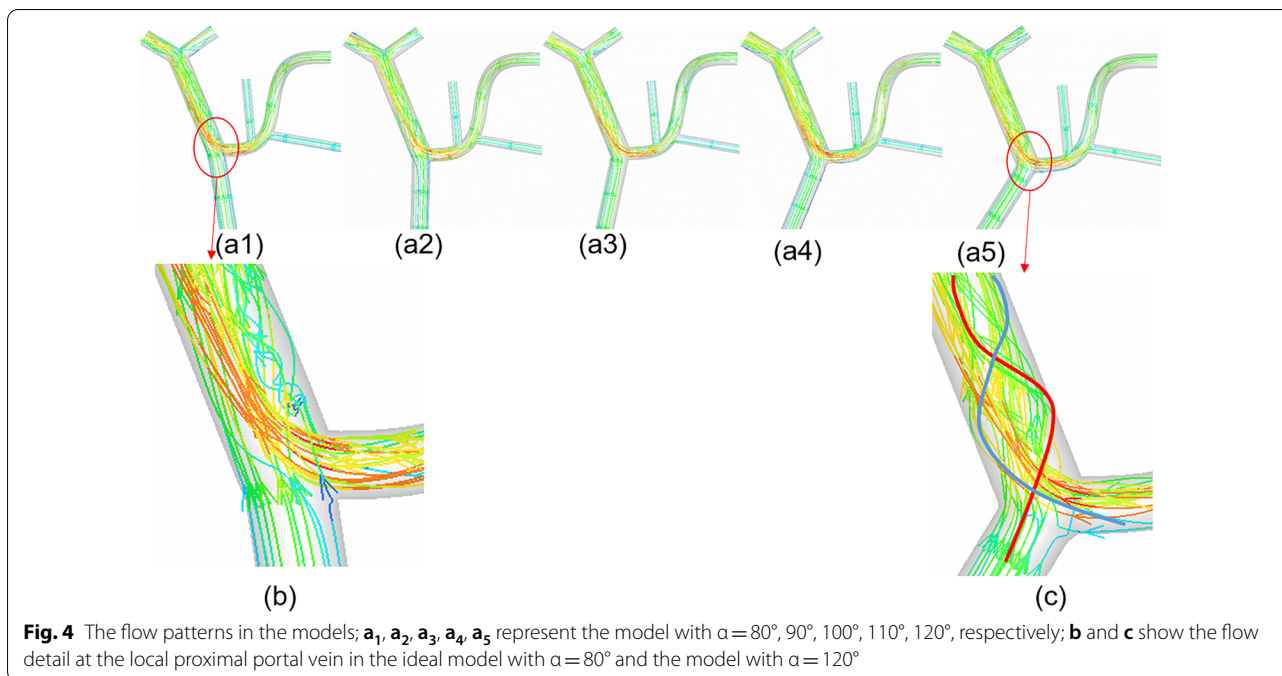 (a1) (a2) (a3) (a4) (a5)
(b) (c)
Fig. 4 The flow patterns in the models; a₁, a₂, a₃, a₄, a₅ represent the model with α = 80°, 90°, 100°, 110°, 120°, respectively; b and c show the flow
detail at the local proximal portal vein in the ideal model with α = 80° and the model with α = 120°